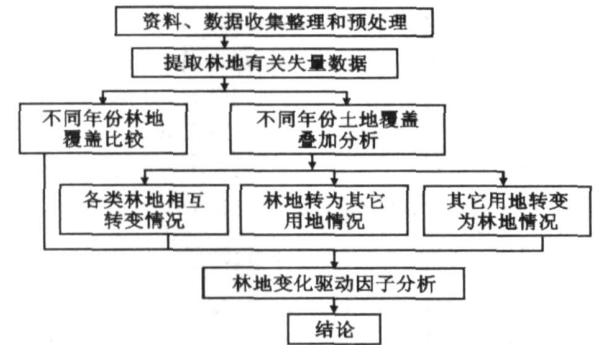 资料、数据收集整理和预处理
提取林地有关失量数据
不同年份林地
覆盖比较
不同年份土地覆盖
叠加分析
各类林地相互
转变情况
林地转为其它
用地情况
其它用地转变
为林地情况
林地变化驱动因子分析
结论